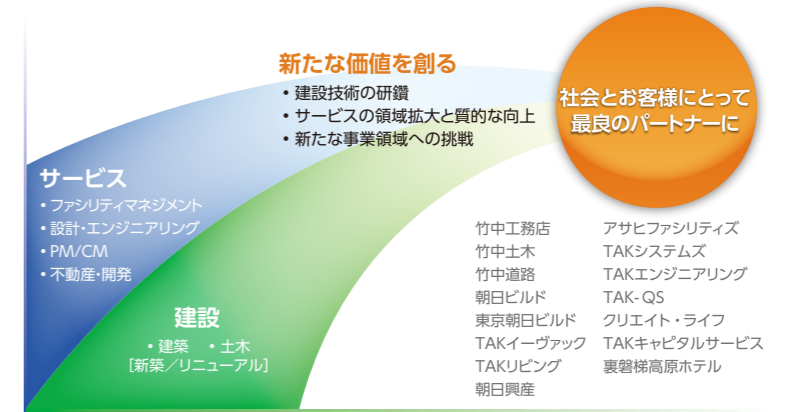 新たな価値を創る
・建設技術の研鑽
・サービスの領域拡大と質的な向上
・新たな事業領域への挑戦
社会とお客様にとって
最良のパートナーに
サービス
・ファシリティマネジメント
・設計・エンジニアリング
・PM/CM
・不動産・開発
建設
・建築 ・土木
［新築／リニューアル］
竹中工務店
竹中土木
竹中道路
朝日ビルド
東京朝日ビルド
TAKイーヴァック
TAKリビング
朝日興産
アサヒファシリティズ
TAKシステムズ
TAKエンジニアリング
TAK-QS
クリエイト・ライフ
TAKキャピタルサービス
裏磐梯高原ホテル